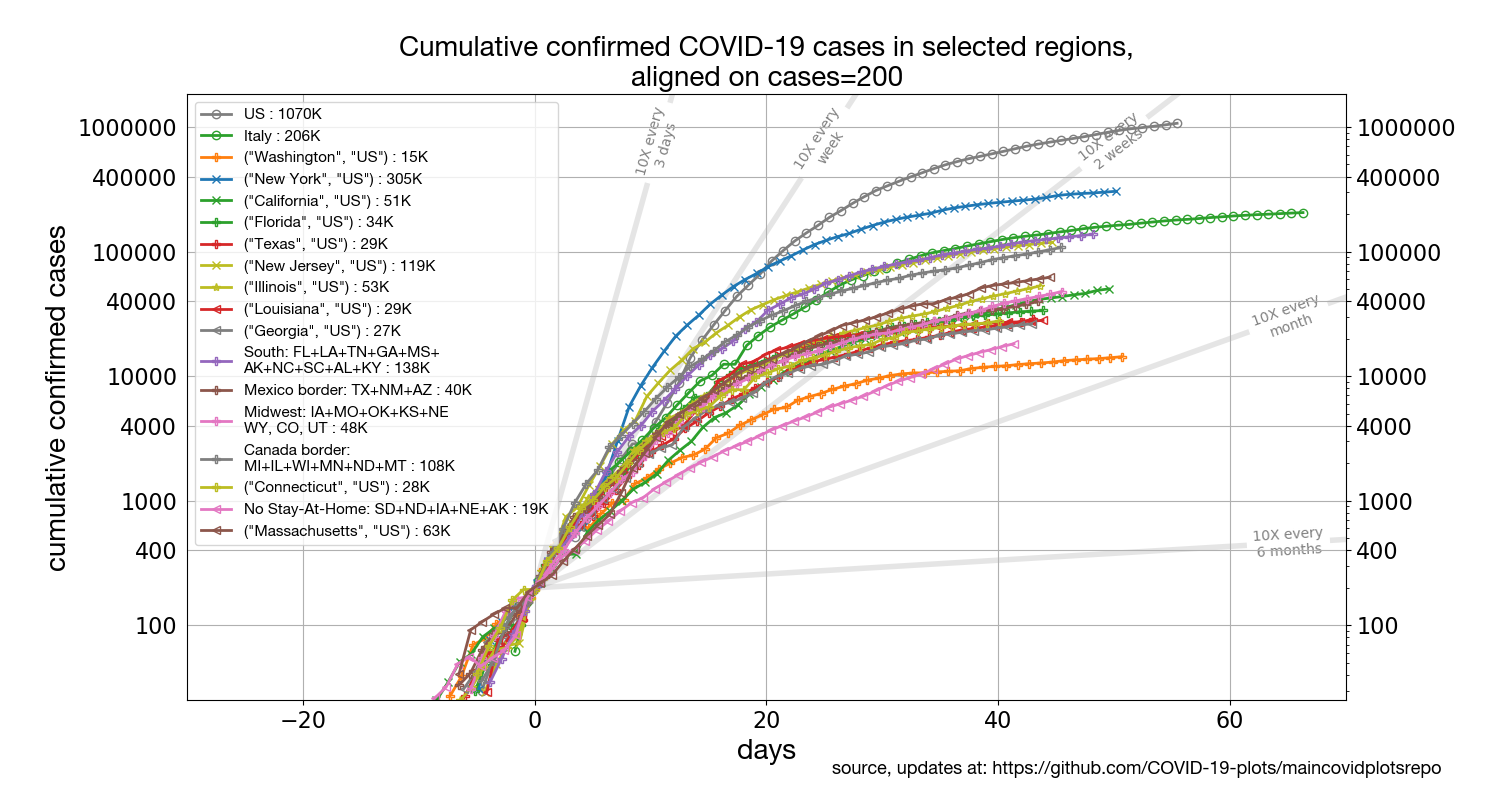 Cumulative confirmed COVID-19 cases in selected regions,
aligned on cases=200
US : 1070K
Italy : 206K
("Washington", "US") : 15K
("New York", "US") : 305K
("California", "US") : 51K
("Florida", "US") : 34K
("Texas", "US") : 29K
("New Jersey", "US") : 119K
("Illinois", "US") : 53K
("Louisiana", "US") : 29K
("Georgia", "US") : 27K
South: FL+LA+TN+GA+MS+
AK+NC+SC+AL+KY : 138K
Mexico border: TX+NM+AZ : 40K
Midwest: IA+MO+OK+KS+NE
WY, CO, UT : 48K
Canada border:
MI+IL+WI+MN+ND+MT : 108K
("Connecticut", "US") : 28K
No Stay-At-Home: SD+ND+IA+NE+AK : 19K
("Massachusetts", "US") : 63K
10X every
3 days
10X every
week
10X every
2 weeks
10X every
month
10X every
6 months
cumulative confirmed cases
1000000
400000
100000
40000
10000
4000
1000
400
100
1000000
400000
100000
40000
10000
4000
1000
400
100
−20
0
20
40
60
days
source, updates at: https://github.com/COVID-19-plots/maincovidplotsrepo